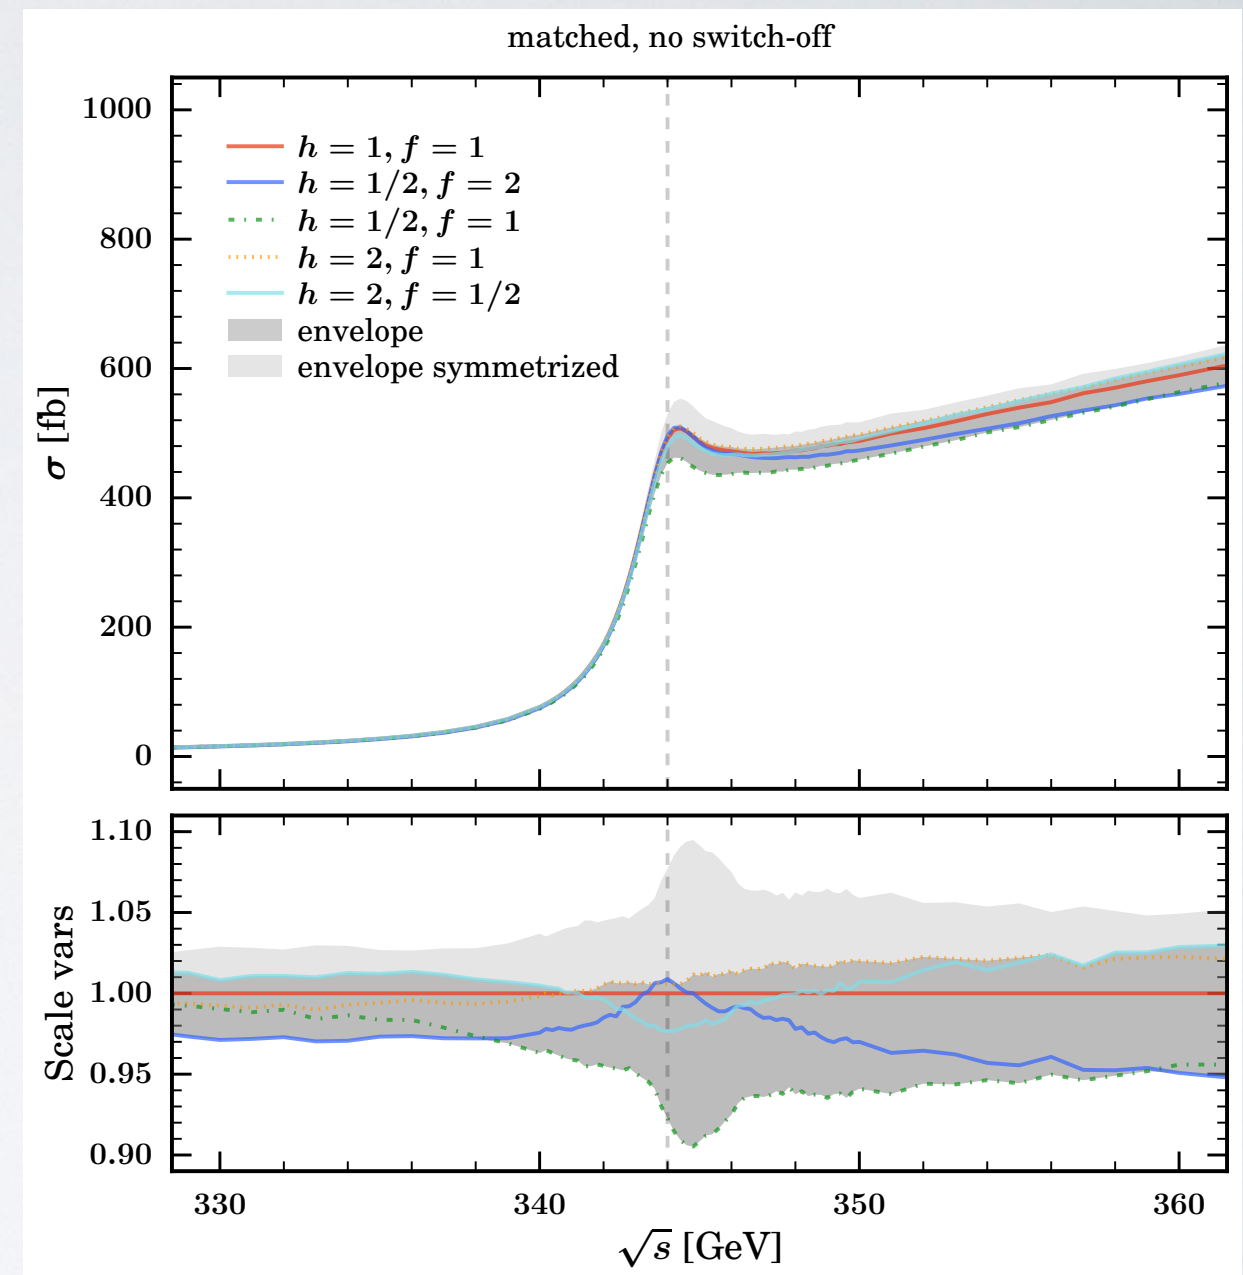 matched, no switch-off
1000
800
600
400
200
0
σ [fb]
h = 1, f = 1
h = 1/2, f = 2
h = 1/2, f = 1
h = 2, f = 1
h = 2, f = 1/2
envelope
envelope symmetrized
1.10
1.05
1.00
0.95
0.90
Scale vars
330 340 350 360
√s [GeV]